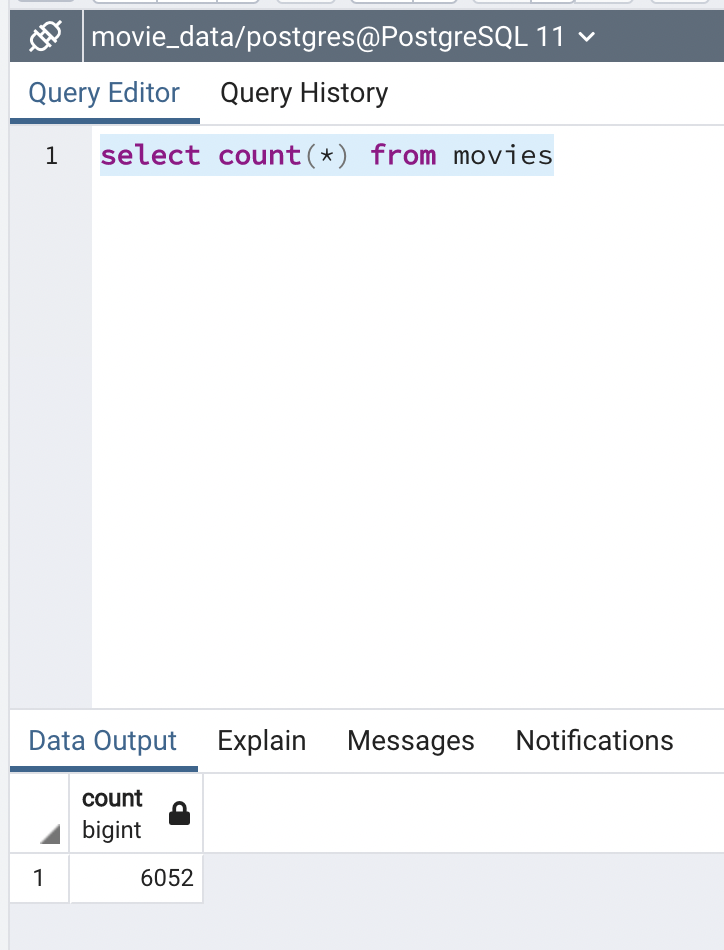 movie_data/postgres@PostgreSQL 11
Query Editor Query History
1 select count(*) from movies
Data Output Explain Messages Notifications
count
bigint
1 6052